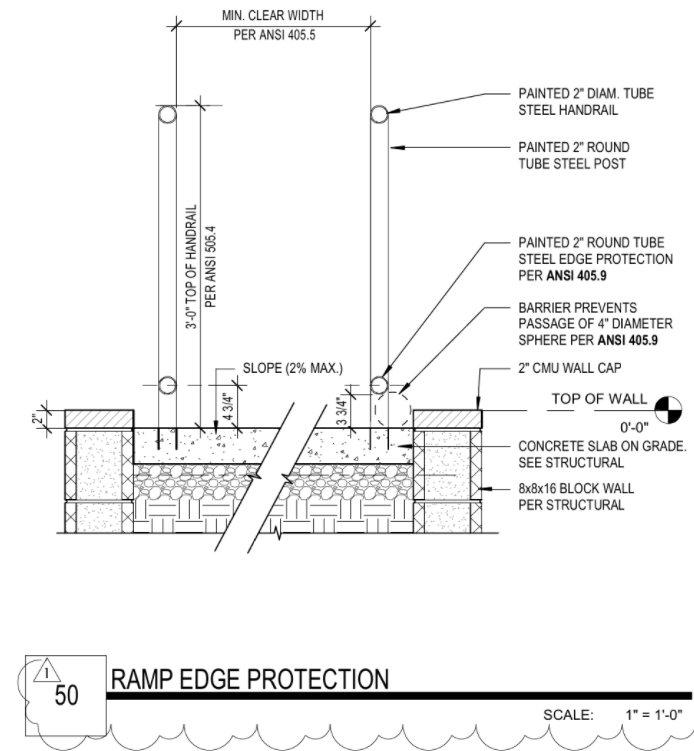 MIN. CLEAR WIDTH
PER ANSI 405.5
PAINTED 2" DIAM. TUBE
STEEL HANDRAIL
PAINTED 2" ROUND
TUBE STEEL POST
3'-0" TOP OF HANDRAIL
PER ANSI 505.4
PAINTED 2" ROUND TUBE
STEEL EDGE PROTECTION
PER ANSI 405.9
BARRIER PREVENTS
PASSAGE OF 4" DIAMETER
SPHERE PER ANSI 405.9
SLOPE (2% MAX.)
2" CMU WALL CAP
2"
4 3/4"
3 3/4"
TOP OF WALL
0'-0"
CONCRETE SLAB ON GRADE.
SEE STRUCTURAL
8x8x16 BLOCK WALL
PER STRUCTURAL
1
50
RAMP EDGE PROTECTION
SCALE: 1" = 1'-0"